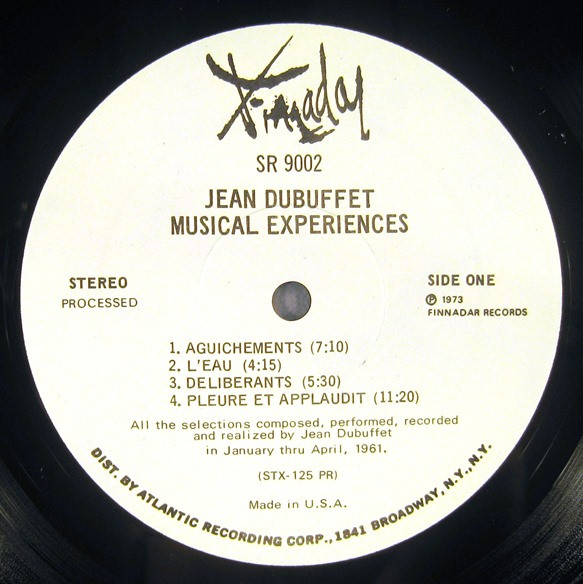 Finnadar
SR 9002
JEAN DUBUFFET
MUSICAL EXPERIENCES
STEREO
PROCESSED
SIDE ONE
Ⓟ 1973
FINNADAR RECORDS
1. AGUICHEMENTS (7:10)
2. L'EAU (4:15)
3. DELIBERANTS (5:30)
4. PLEURE ET APPLAUDIT (11:20)
All the selections composed, performed, recorded
and realized by Jean Dubuffet
in January thru April, 1961.
(STX-125 PR)
Made in U.S.A.
DIST. BY ATLANTIC RECORDING CORP., 1841 BROADWAY, N.Y., N.Y.